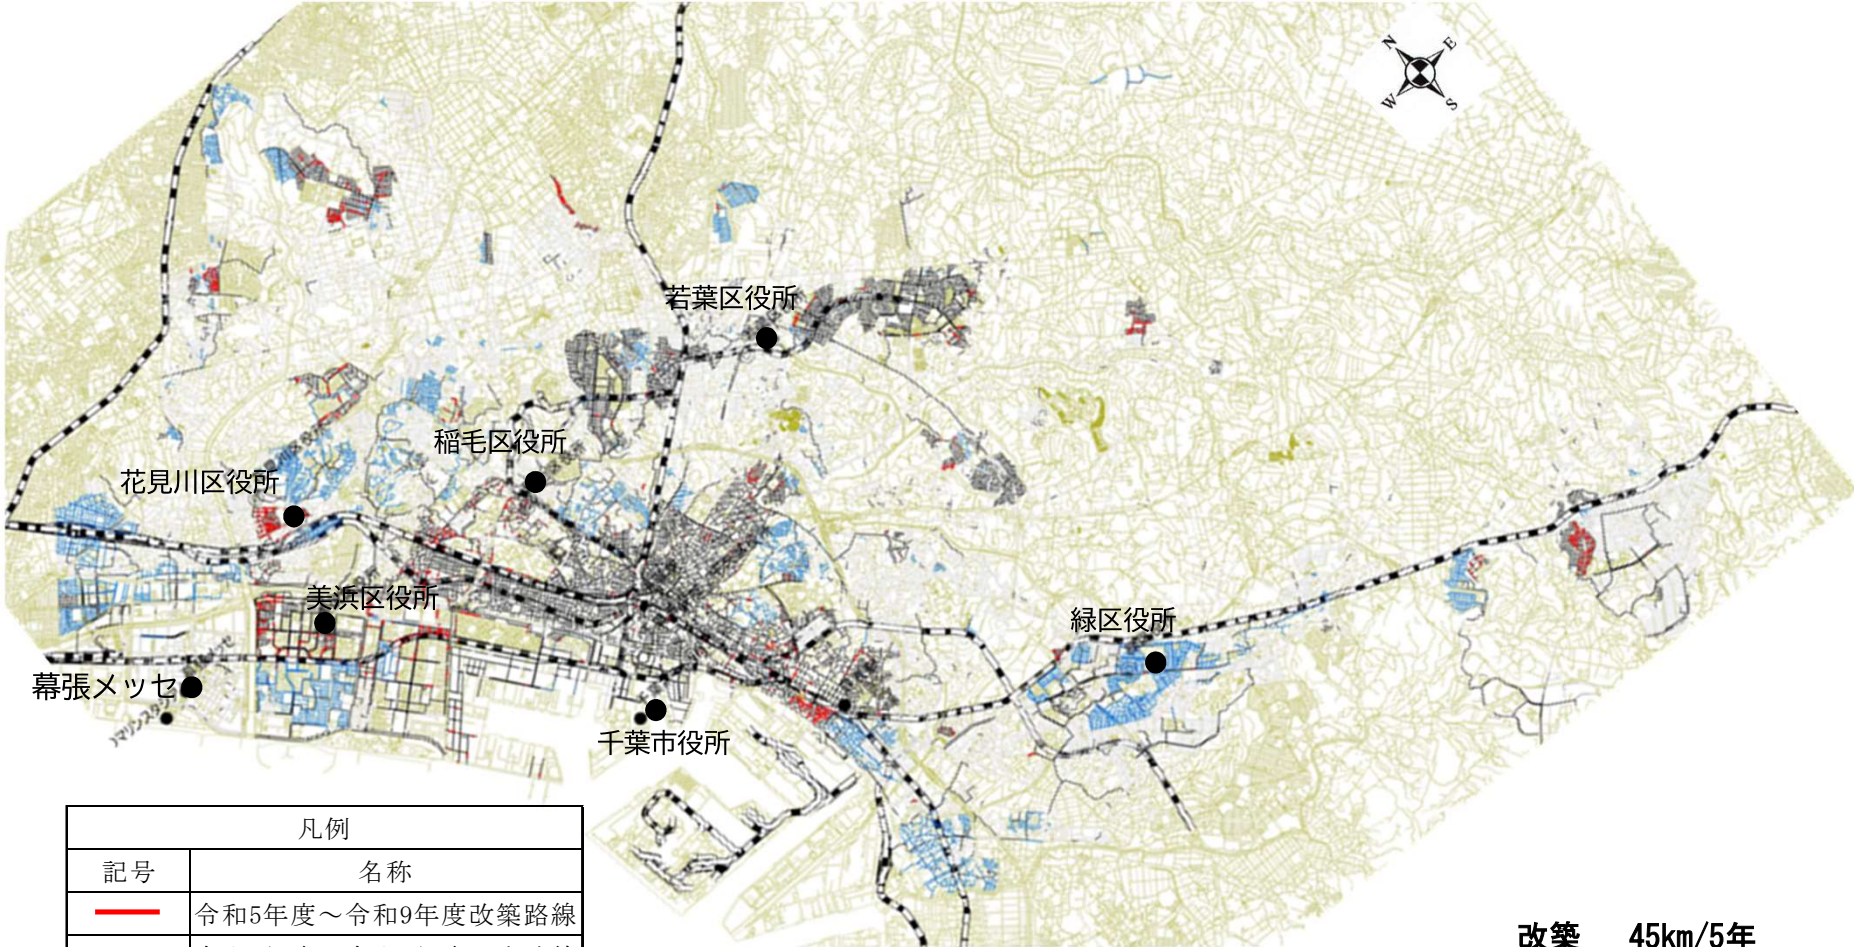 N
E
W
S
若葉区役所
稲毛区役所
花見川区役所
美浜区役所
緑区役所
幕張メッセ
千葉市役所
凡例
記号 名称
令和5年度～令和9年度改築路線
改築 45km/5年